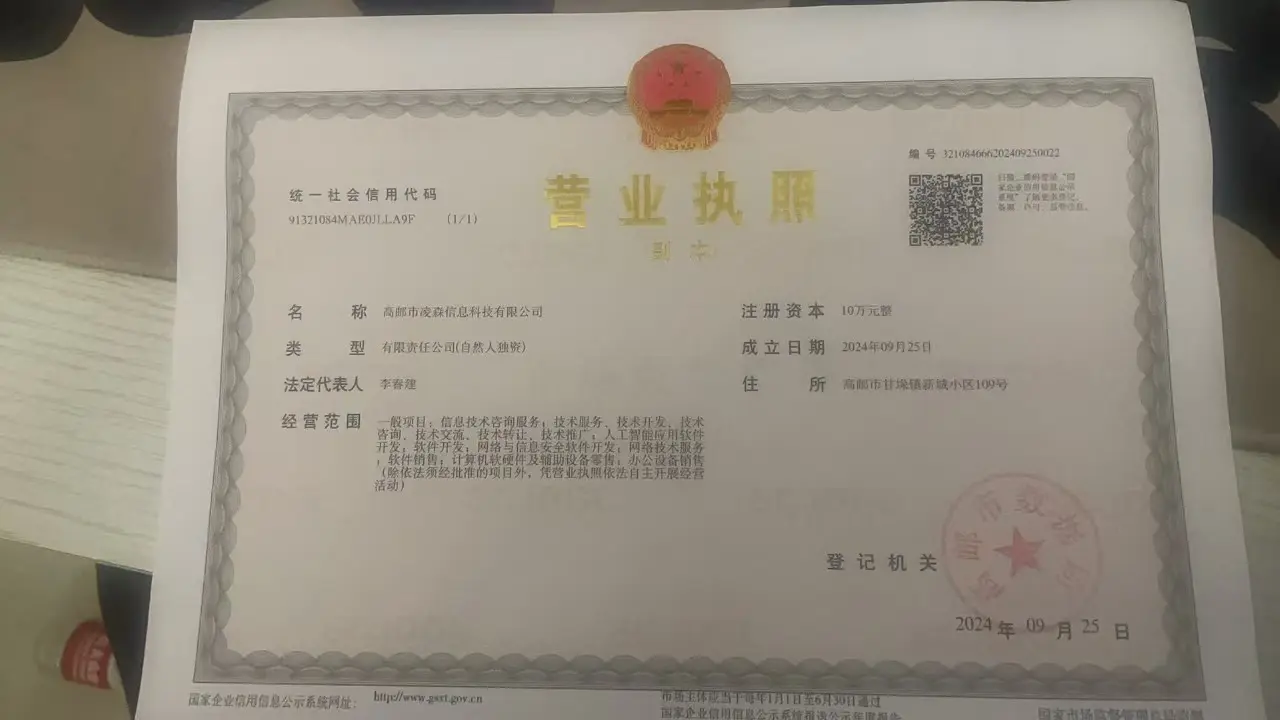 编号 321084666202409250022
统一社会信用代码
91321084MAE0JLLA9F (1/1)
营业执照
(副 本)
扫描二维码登录“国
家企业信用信息公示
系统”了解更多登记、
备案、许可、监管信息。
名称 高邮市凌森信息科技有限公司
类型 有限责任公司(自然人独资)
法定代表人 李春建
经营范围 一般项目：信息技术咨询服务；技术服务、技术开发、技术
咨询、技术交流、技术转让、技术推广；人工智能应用软件
开发；软件开发；网络与信息安全软件开发；网络技术服务
；软件销售；计算机软硬件及辅助设备零售；办公设备销售
（除依法须经批准的项目外，凭营业执照依法自主开展经营
活动）
注册资本 10万元整
成立日期 2024年09月25日
住所 高邮市甘垛镇新城小区109号
登记机关
高邮市数据局
2024年09月25日
国家企业信用信息公示系统网址：
http://www.gsxt.gov.cn
市场主体应当于每年1月1日至6月30日通过
国家企业信用信息公示系统报送公示年度报告
国家市场监督管理总局监制